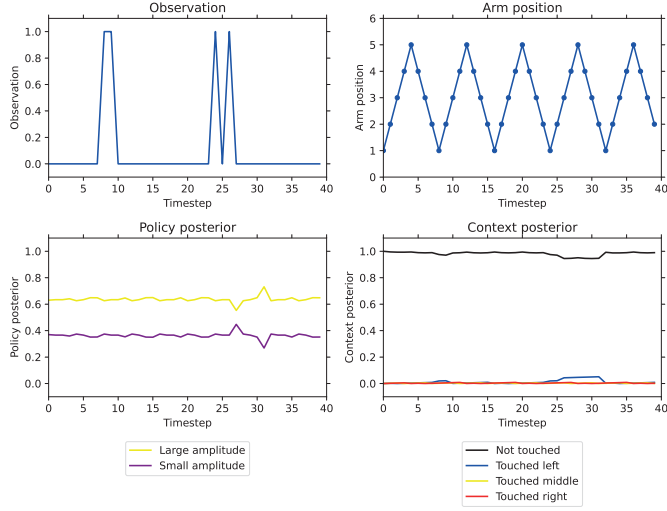 Observation
Arm position
Observation
1.0
0.8
0.6
0.4
0.2
0.0
0 5 10 15 20 25 30 35 40
Timestep
Arm position
6
5
4
3
2
1
0
0 5 10 15 20 25 30 35 40
Timestep
Policy posterior
Context posterior
Policy posterior
1.0
0.8
0.6
0.4
0.2
0.0
0 5 10 15 20 25 30 35 40
Timestep
Context posterior
1.0
0.8
0.6
0.4
0.2
0.0
0 5 10 15 20 25 30 35 40
Timestep
Large amplitude
Small amplitude
Not touched
Touched left
Touched middle
Touched right